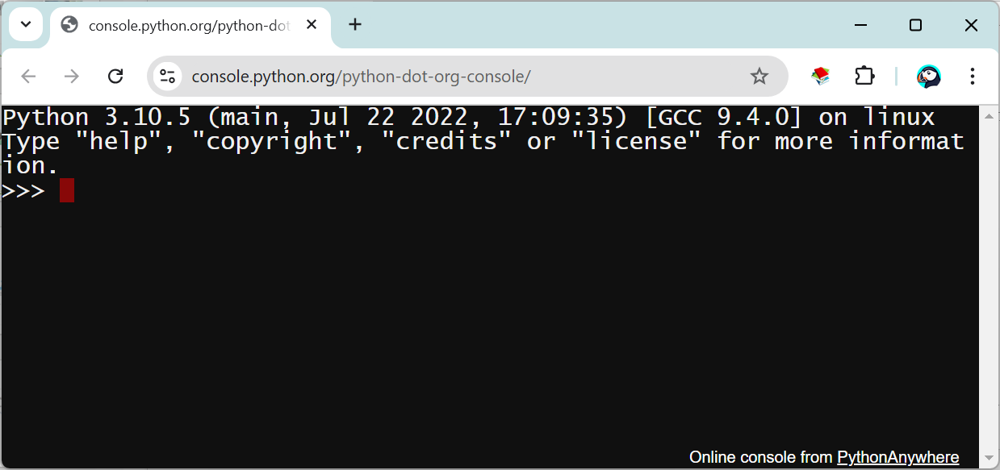 console.python.org/python-dot
console.python.org/python-dot-org-console/
Python 3.10.5 (main, Jul 22 2022, 17:09:35) [GCC 9.4.0] on linux
Type "help", "copyright", "credits" or "license" for more informat
ion.
>>>
Online console from PythonAnywhere